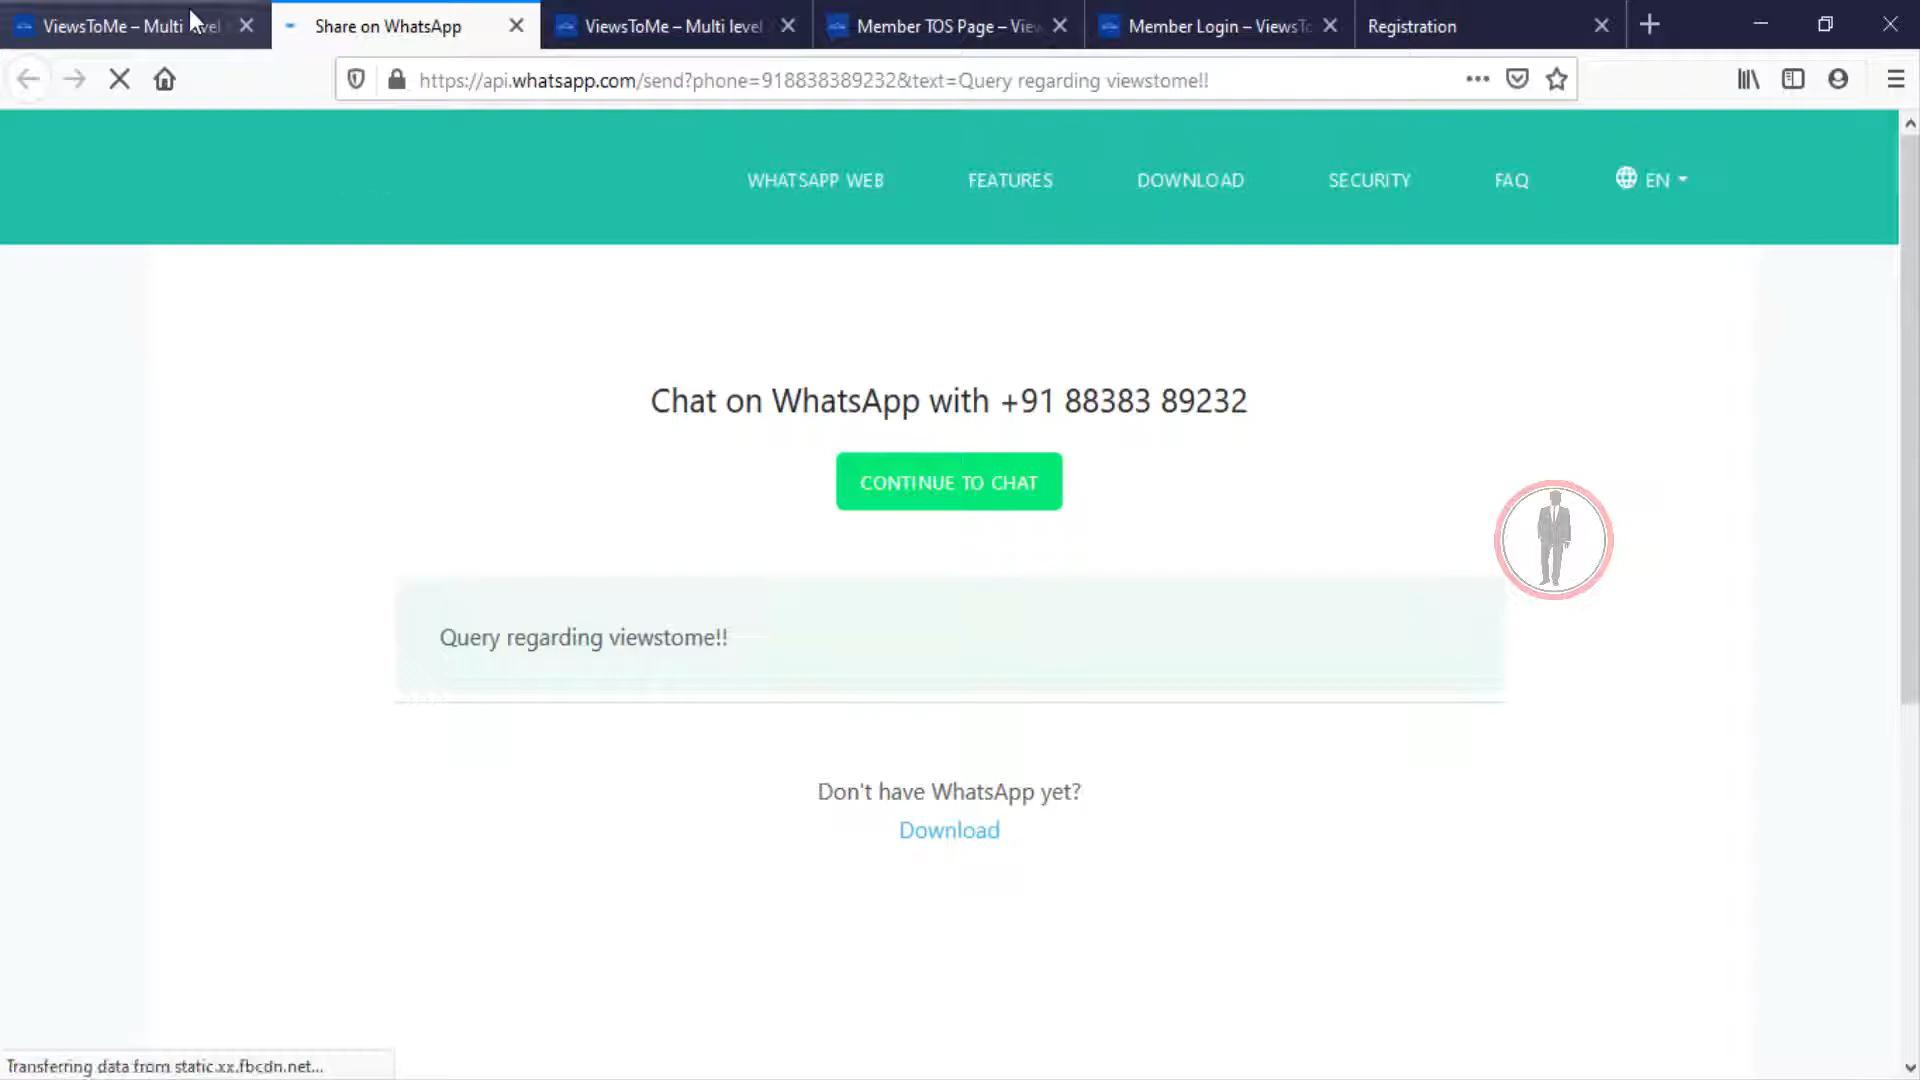 ViewsToMe – Multi level
Share on WhatsApp
ViewsToMe – Multi level
Member TOS Page – View
Member Login – ViewsTo
Registration
https://api.whatsapp.com/send?phone=918838389232&text=Query regarding viewstome!!
WHATSAPP WEB
FEATURES
DOWNLOAD
SECURITY
FAQ
EN
Chat on WhatsApp with +91 88383 89232
CONTINUE TO CHAT
Query regarding viewstome!!
Don't have WhatsApp yet?
Download
Transferring data from static.xx.fbcdn.net...